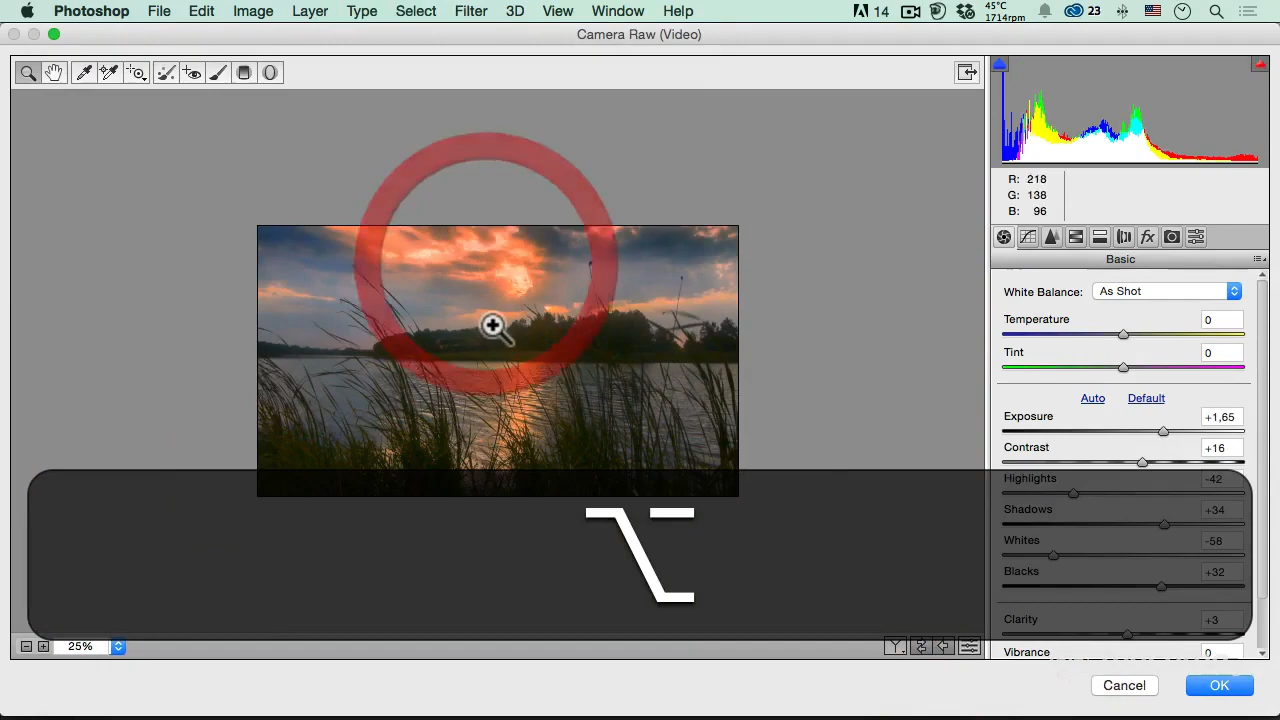 Photoshop File Edit Image Layer Type Select Filter 3D View Window Help 14 45°C 1714rpm 23
Camera Raw (Video)
R: 218
G: 138
B: 96
Basic
White Balance: As Shot
Temperature 0
Tint 0
Auto Default
Exposure +1,65
Contrast +16
Highlights -42
Shadows +34
Whites -58
Blacks +32
Clarity +3
Vibrance 0
25%
Cancel OK